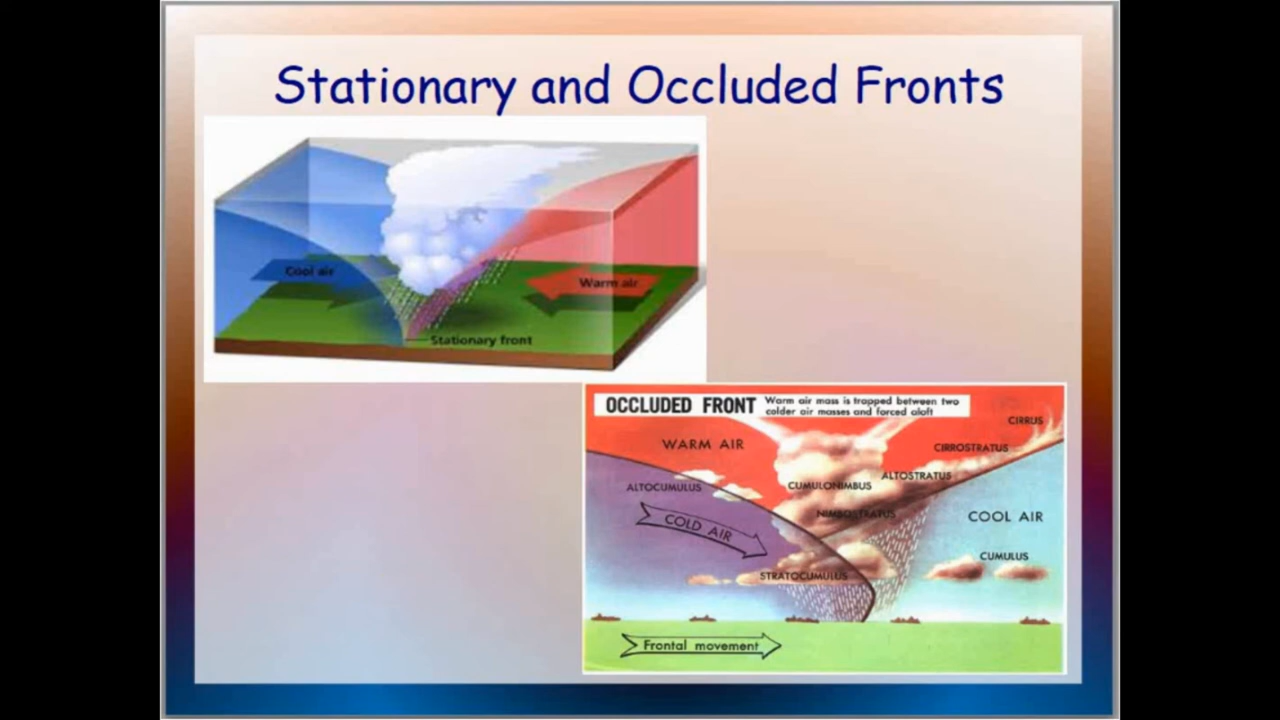 Stationary and Occluded Fronts
Cool air
Warm air
Stationary front
OCCLUDED FRONT
Warm air mass is trapped between two
colder air masses and forced aloft
CIRRUS
WARM AIR
CIRROSTRATUS
ALTOSTRATUS
ALTOCUMULUS
CUMULONIMBUS
NIMBOSTRATUS
COOL AIR
COLD AIR
CUMULUS
STRATOCUMULUS
Frontal movement